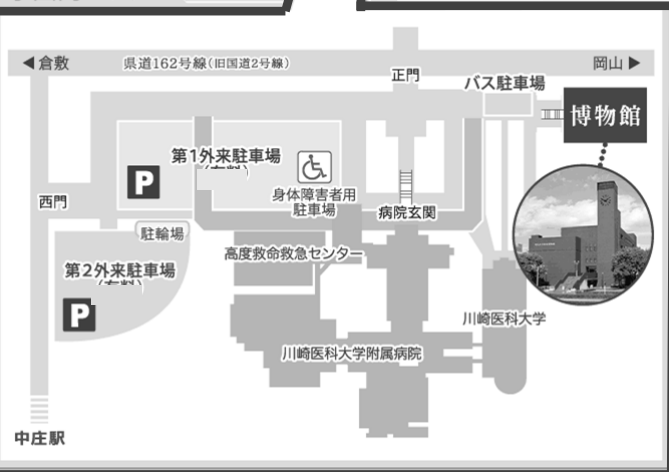 倉敷
県道162号線(旧国道2号線)
岡山
正門
バス駐車場
博物館
第1外来駐車場
P
身体障害者用
駐車場
西門
病院玄関
駐輪場
高度救命救急センター
第2外来駐車場
P
川崎医科大学
川崎医科大学附属病院
中庄駅